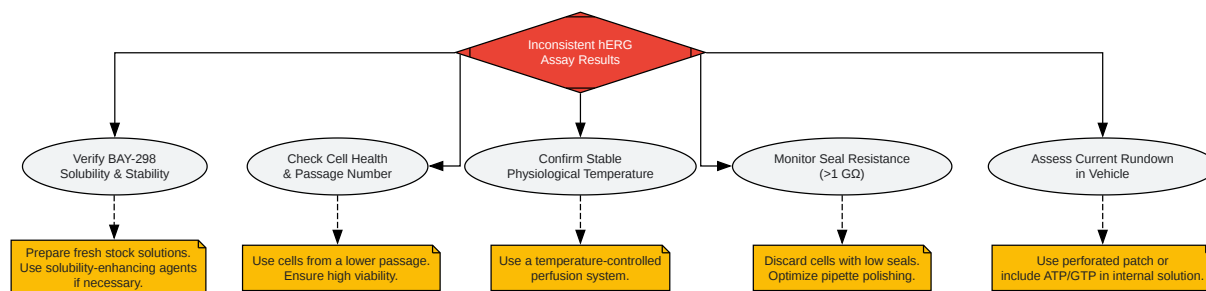 Inconsistent hERG
Assay Results
Verify BAY-298
Solubility & Stability
Check Cell Health
& Passage Number
Confirm Stable
Physiological Temperature
Monitor Seal Resistance
(>1 GΩ)
Assess Current Rundown
in Vehicle
Prepare fresh stock solutions.
Use solubility-enhancing agents
if necessary.
Use cells from a lower passage.
Ensure high viability.
Use a temperature-controlled
perfusion system.
Discard cells with low seals.
Optimize pipette polishing.
Use perforated patch or
include ATP/GTP in internal solution.